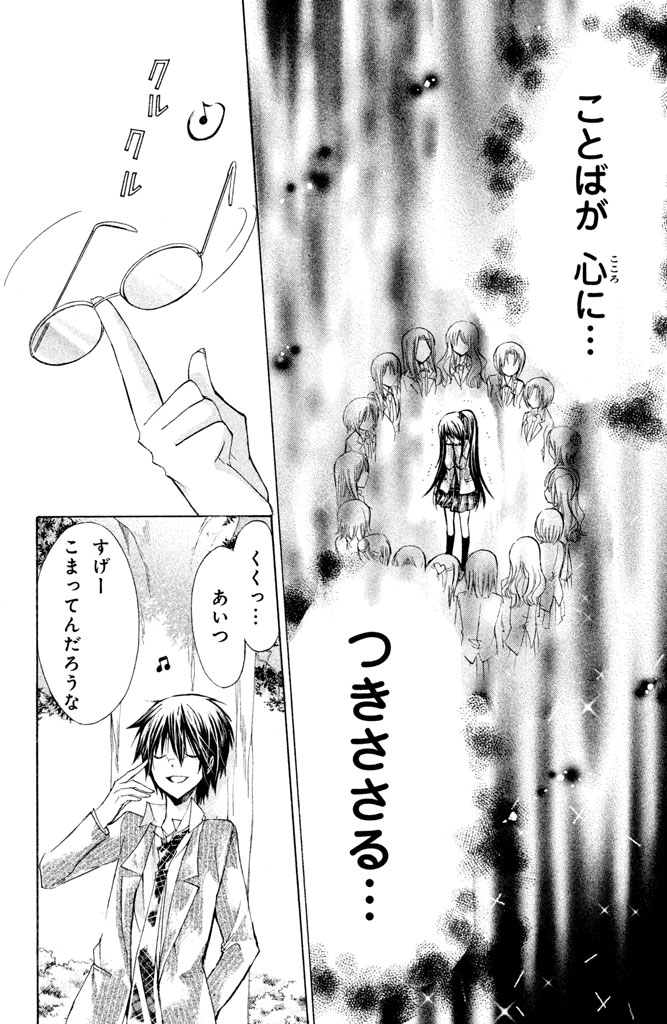 ことばが
心に…
こころ
つきささる…
クル
クル
くくっ…
あいつ
すげー
こまってんだろうな